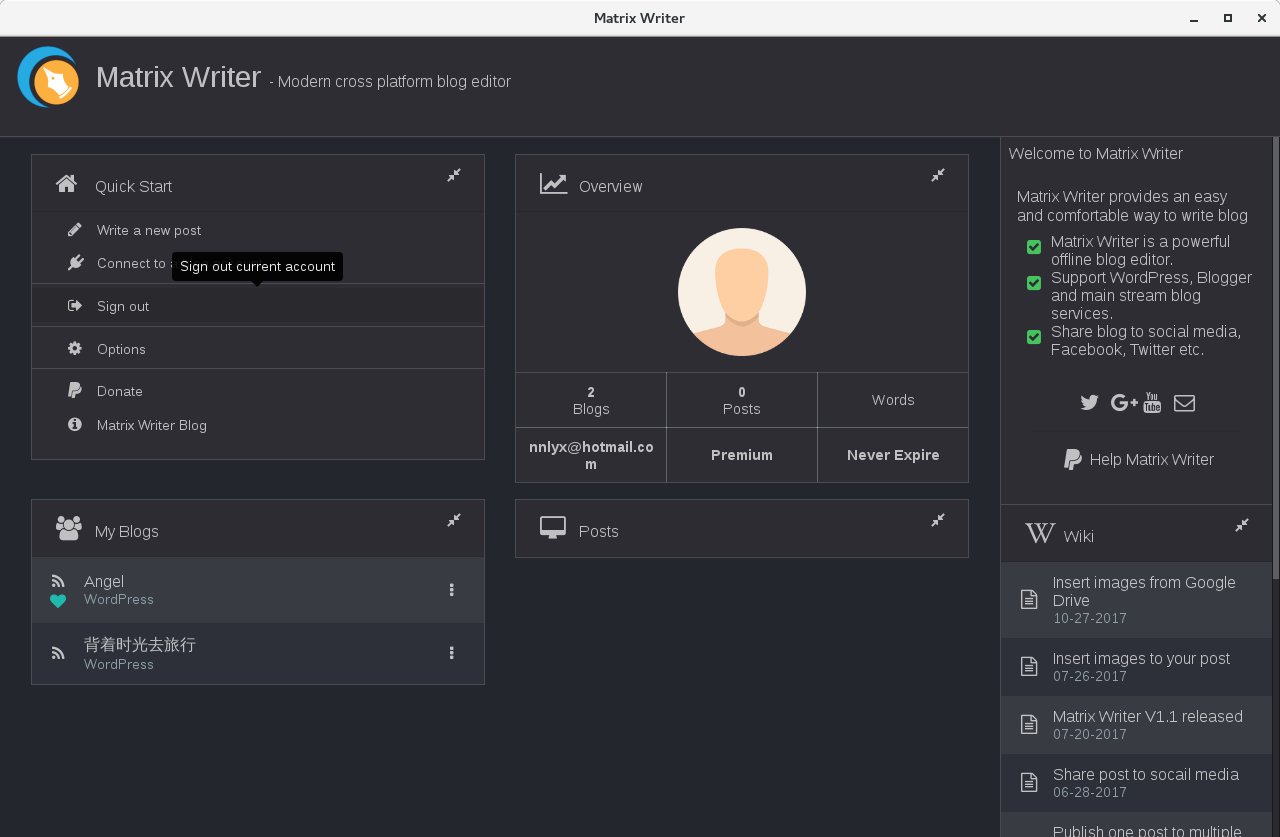 Matrix Writer
Matrix Writer - Modern cross platform blog editor
Quick Start
Write a new post
Connect to
Sign out current account
Sign out
Options
Donate
Matrix Writer Blog
Overview
2
Blogs
0
Posts
Words
nnlyx@hotmail.co
m
Premium
Never Expire
My Blogs
Angel
WordPress
背着时光去旅行
WordPress
Posts
Welcome to Matrix Writer
Matrix Writer provides an easy
and comfortable way to write blog
Matrix Writer is a powerful
offline blog editor.
Support WordPress, Blogger
and main stream blog
services.
Share blog to social media,
Facebook, Twitter etc.
You
Tube
Help Matrix Writer
Wiki
Insert images from Google
Drive
10-27-2017
Insert images to your post
07-26-2017
Matrix Writer V1.1 released
07-20-2017
Share post to socail media
06-28-2017
Publish one post to multiple